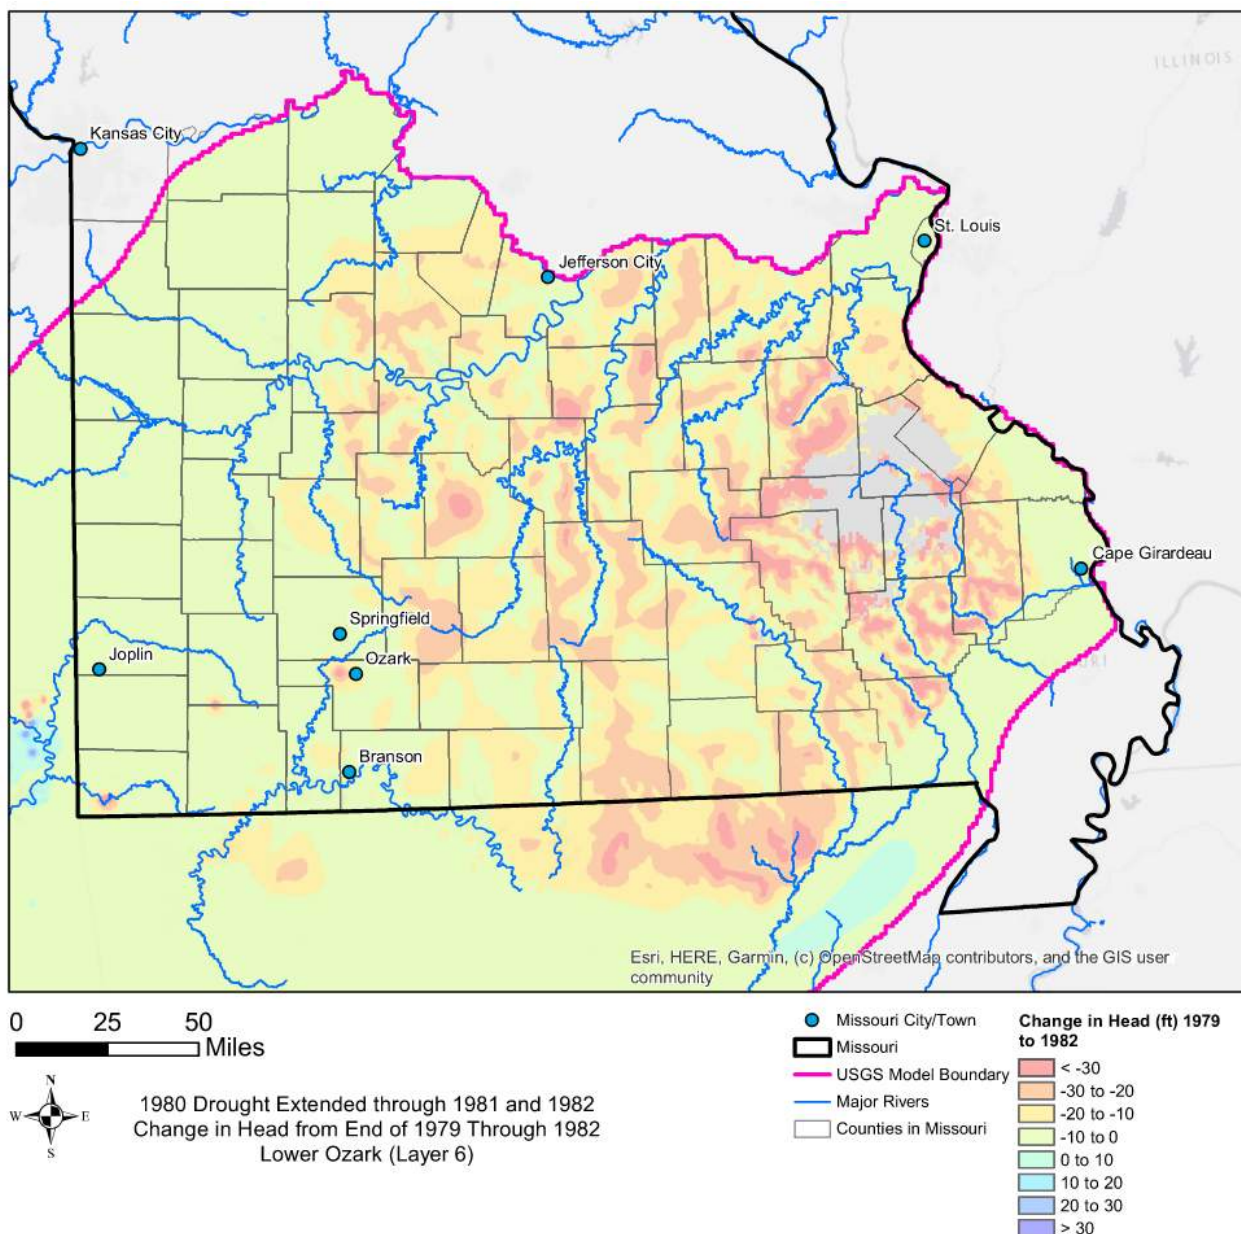 ILLINOIS
Kansas City
St. Louis
Jefferson City
Cape Girardeau
Springfield
Joplin
Ozark
URI
Branson
Esri, HERE, Garmin, (c) OpenStreetMap contributors, and the GIS user
community
0 25 50
Miles
N
W E
S
1980 Drought Extended through 1981 and 1982
Change in Head from End of 1979 Through 1982
Lower Ozark (Layer 6)
Missouri City/Town
Missouri
USGS Model Boundary
Major Rivers
Counties in Missouri
Change in Head (ft) 1979
to 1982
< -30
-30 to -20
-20 to -10
-10 to 0
0 to 10
10 to 20
20 to 30
> 30